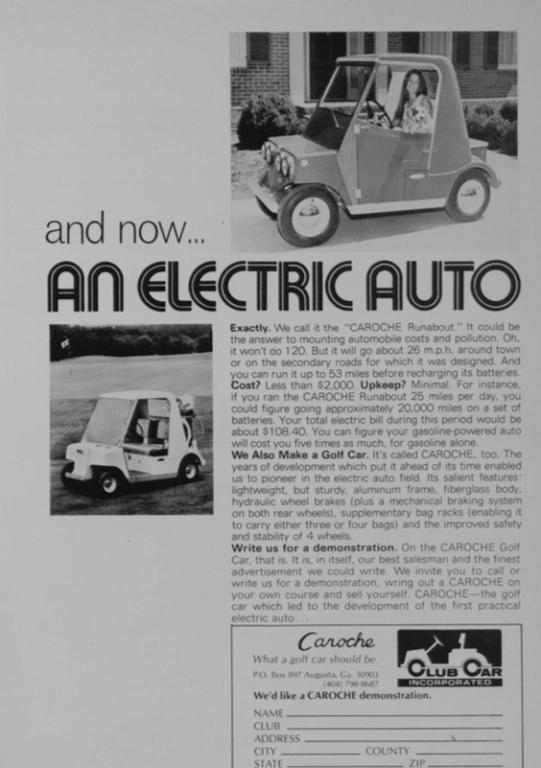 and now...
AN ELECTRIC AUTO
Exactly. We call it the "CAROCHE Runabout." It could be
the answer to mounting automobile costs and pollution. Oh,
it won't do 120. But it will go about 26 m.p.h. around town
or on the secondary roads for which it was designed. And
you can run it up to 53 miles before recharging its batteries.
Cost? Less than $2,000. Upkeep? Minimal. For instance,
if you ran the CAROCHE Runabout 25 miles per day, you
could figure going approximately 20,000 miles on a set of
batteries. Your total electric bill during this period would be
about $108.40. You can figure your gasoline-powered auto
will cost you five times as much, for gasoline alone.
We Also Make a Golf Car. It's called CAROCHE, too. The
years of development which put it ahead of its time enabled
us to pioneer in the electric auto field. Its salient features:
lightweight, but sturdy, aluminum frame, fiberglass body,
hydraulic wheel brakes (plus a mechanical braking system
on both rear wheels), supplementary bag racks (enabling it
to carry either three or four bags) and the improved safety
and stability of 4 wheels.
Write us for a demonstration. On the CAROCHE Golf
Car, that is. It is, in itself, our best salesman and the finest
advertisement we could write. We invite you to call or
write us for a demonstration, wring out a CAROCHE on
your own course and sell yourself. CAROCHE—the golf
car which led to the development of the first practical
electric auto...
Caroche
What a golf car should be.
P.O. Box 897 Augusta, Ga. 30903
(404) 798-8687
CLUB CAR
INCORPORATED
We'd like a CAROCHE demonstration.
NAME
CLUB
ADDRESS
CITY COUNTY
STATE ZIP